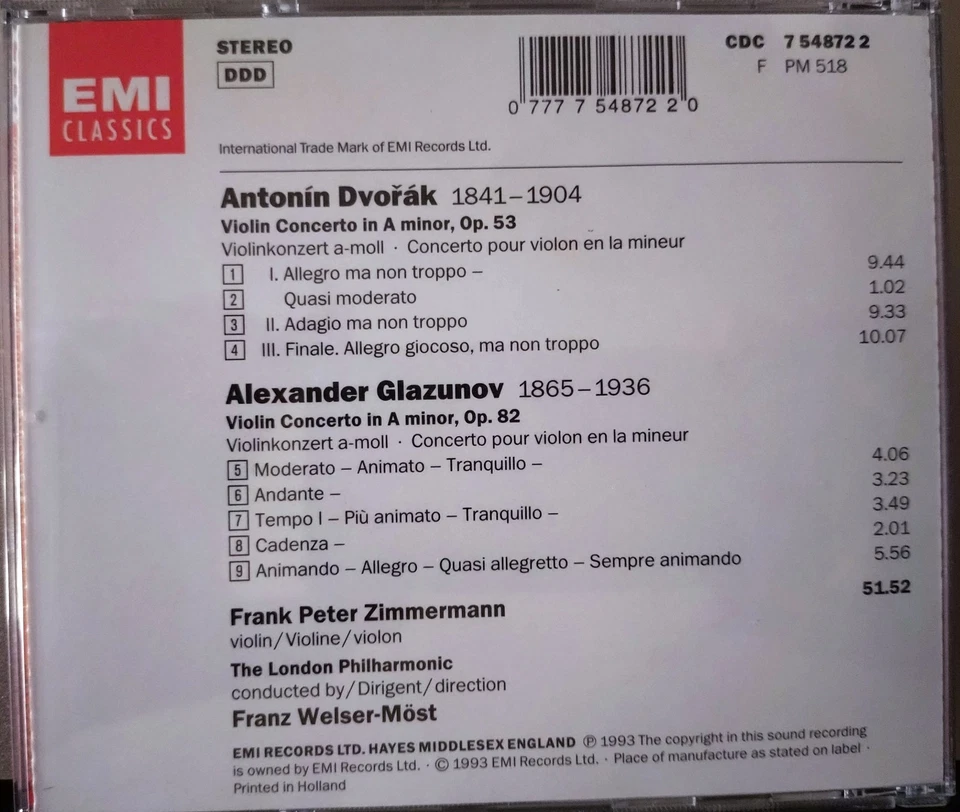 EMI
CLASSICS
STEREO
DDD
0 777 7 54872 2 0
CDC 7 54872 2
F PM 518
International Trade Mark of EMI Records Ltd.
Antonín Dvořák 1841–1904
Violin Concerto in A minor, Op. 53
Violinkonzert a-moll · Concerto pour violon en la mineur
1 I. Allegro ma non troppo – 9.44
2 Quasi moderato 1.02
3 II. Adagio ma non troppo 9.33
4 III. Finale. Allegro giocoso, ma non troppo 10.07
Alexander Glazunov 1865–1936
Violin Concerto in A minor, Op. 82
Violinkonzert a-moll · Concerto pour violon en la mineur
5 Moderato – Animato – Tranquillo – 4.06
6 Andante – 3.23
7 Tempo I – Più animato – Tranquillo – 3.49
8 Cadenza – 2.01
9 Animando – Allegro – Quasi allegretto – Sempre animando 5.56
51.52
Frank Peter Zimmermann
violin/Violine/violon
The London Philharmonic
conducted by/Dirigent/direction
Franz Welser-Möst
EMI RECORDS LTD. HAYES MIDDLESEX ENGLAND ℗ 1993 The copyright in this sound recording
is owned by EMI Records Ltd. · © 1993 EMI Records Ltd. · Place of manufacture as stated on label ·
Printed in Holland